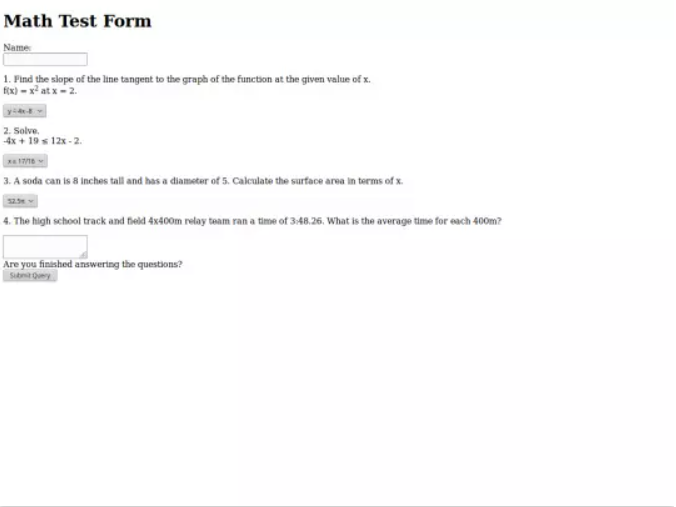 Math Test Form
Name:
1. Find the slope of the line tangent to the graph of the function at the given value of x.
f(x) = x² at x = 2.
y=4x-8
2. Solve.
-4x + 19 ≤ 12x - 2.
17/16
3. A soda can is 8 inches tall and has a diameter of 5. Calculate the surface area in terms of x.
52.5π
4. The high school track and field 4x400m relay team ran a time of 3:48.26. What is the average time for each 400m?
Are you finished answering the questions?
Submit Query